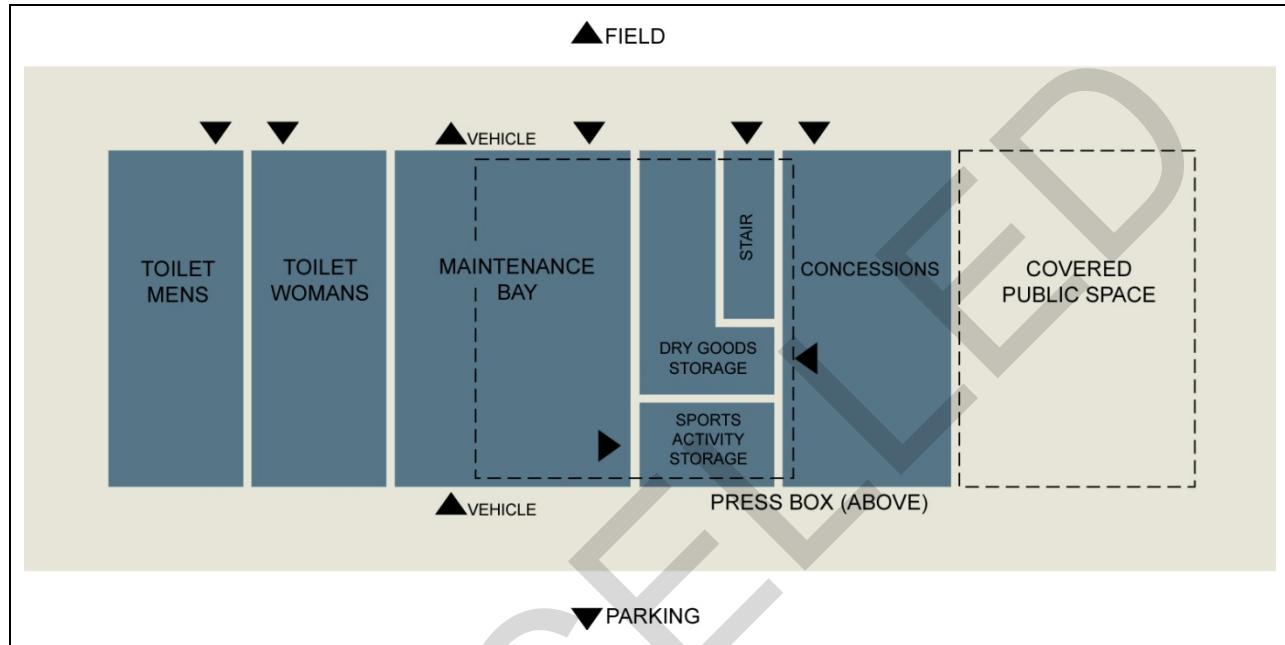 FIELD
VEHICLE
TOILET
MENS
TOILET
WOMANS
MAINTENANCE
BAY
STAIR
CONCESSIONS
COVERED
PUBLIC SPACE
DRY GOODS
STORAGE
SPORTS
ACTIVITY
STORAGE
VEHICLE
PRESS BOX (ABOVE)
PARKING
CELLED